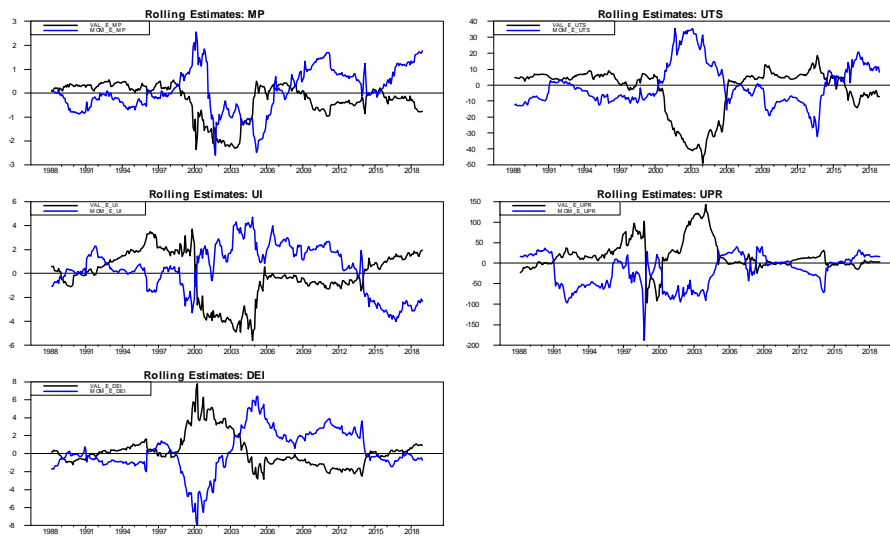 Rolling Estimates: MP
VAL_E_MP
MOM_E_MP
3
2
1
0
-1
-2
-3
1988 1991 1994 1997 2000 2003 2006 2009 2012 2015 2018
Rolling Estimates: UTS
VAL_E_UTS
MOM_E_UTS
40
30
20
10
0
-10
-20
-30
-40
-50
1988 1991 1994 1997 2000 2003 2006 2009 2012 2015 2018
Rolling Estimates: UI
VAL_E_UI
MOM_E_UI
6
4
2
0
-2
-4
-6
1988 1991 1994 1997 2000 2003 2006 2009 2012 2015 2018
Rolling Estimates: UPR
VAL_E_UPR
MOM_E_UPR
150
100
50
0
-50
-100
-150
-200
1988 1991 1994 1997 2000 2003 2006 2009 2012 2015 2018
Rolling Estimates: DEI
VAL_E_DEI
MOM_E_DEI
8
6
4
2
0
-2
-4
-6
-8
1988 1991 1994 1997 2000 2003 2006 2009 2012 2015 2018